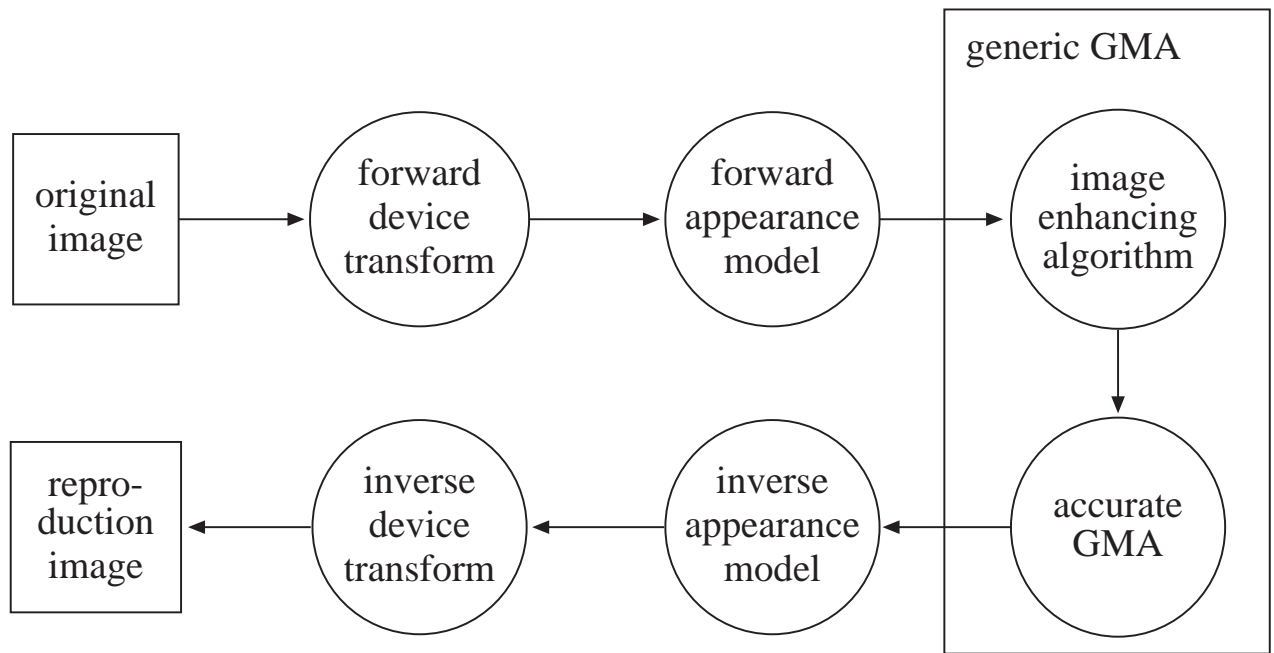 generic GMA
original
image
forward
device
transform
forward
appearance
model
image
enhancing
algorithm
repro-
duction
image
inverse
device
transform
inverse
appearance
model
accurate
GMA